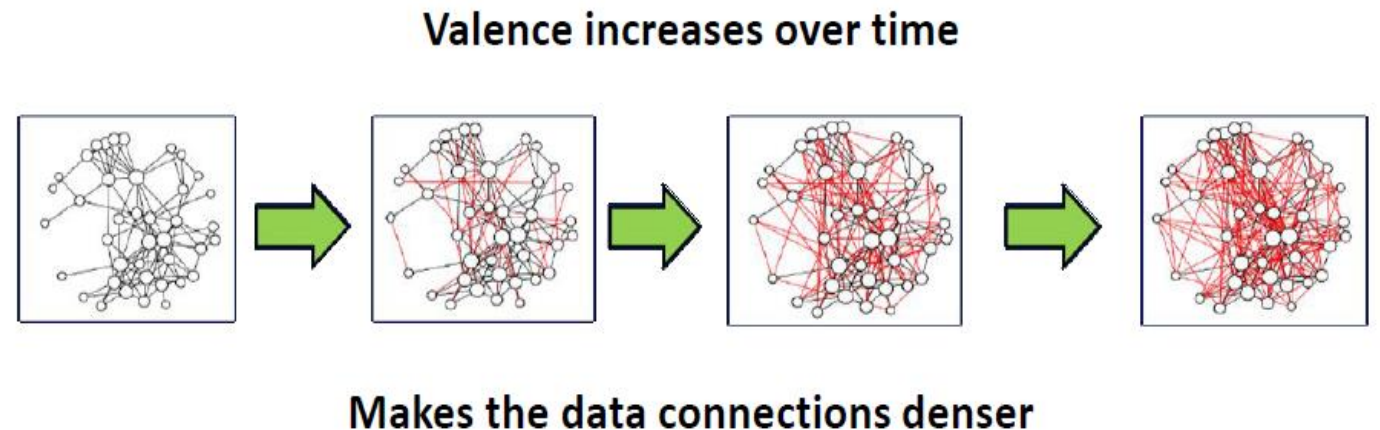 Valence increases over time
Makes the data connections denser